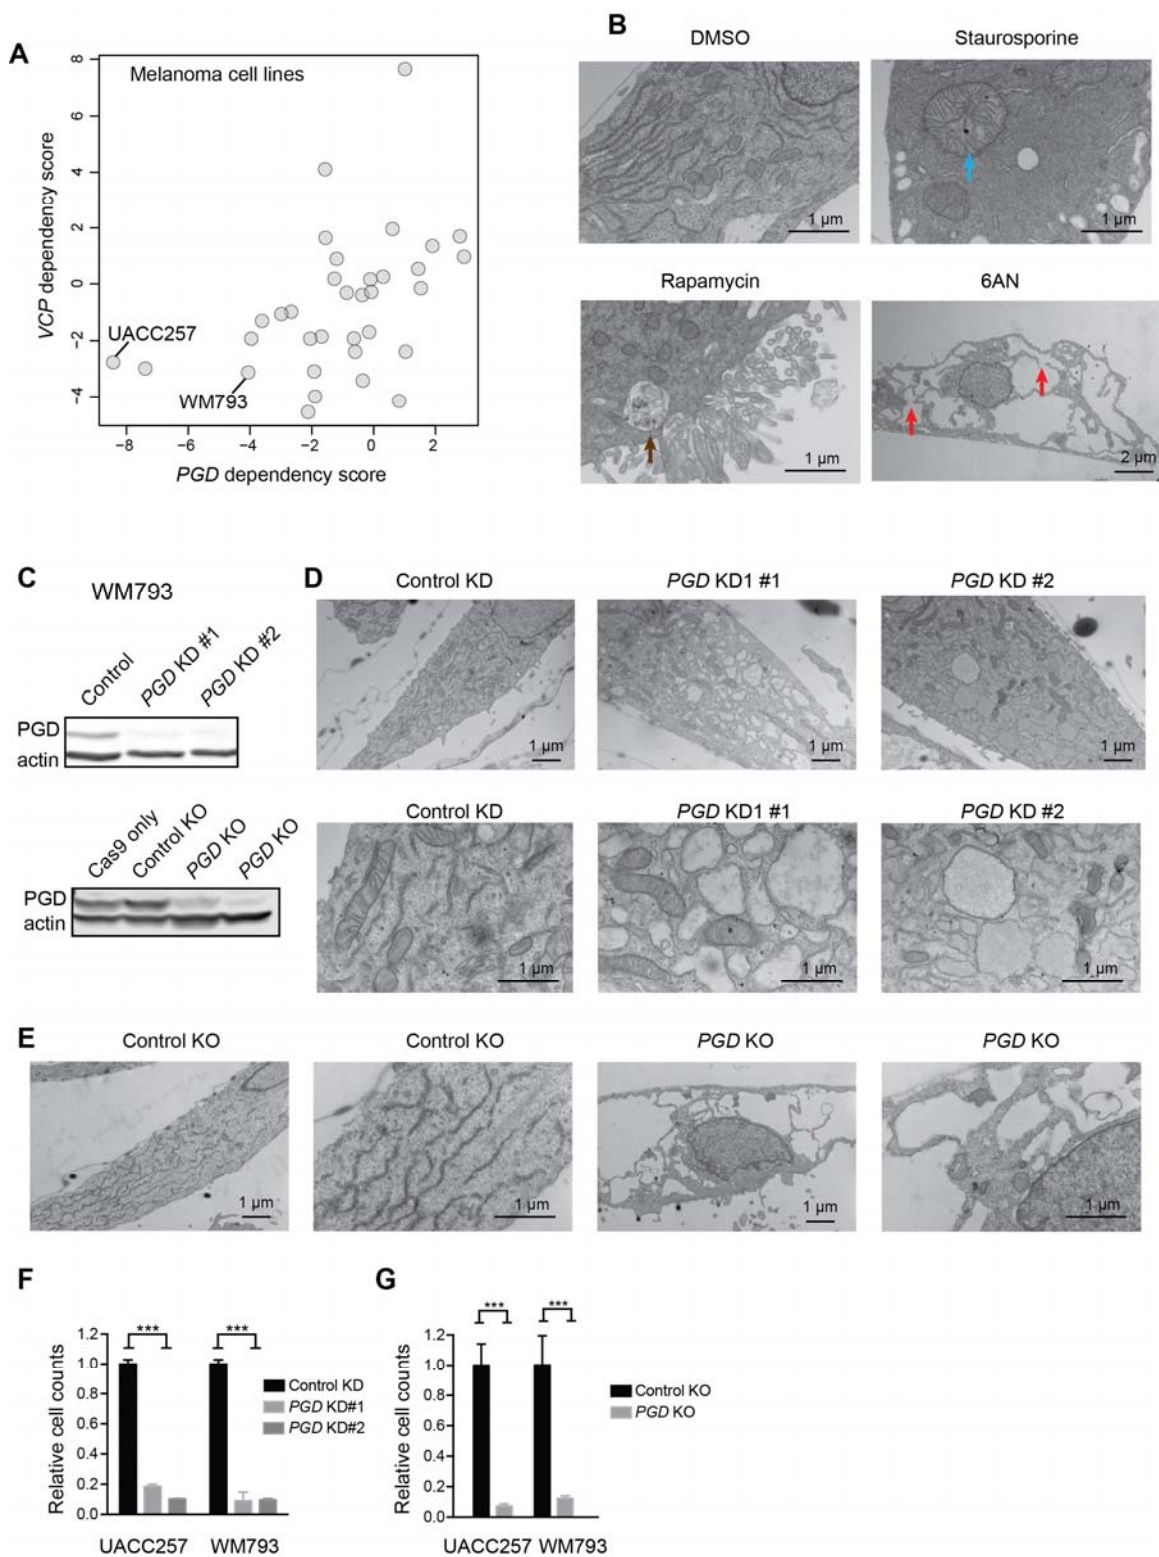 A
Melanoma cell lines
VCP dependency score
8
6
4
2
0
−2
−4
UACC257
WM793
−8
−6
−4
−2
0
2
PGD dependency score
B
DMSO
Staurosporine
1 µm
1 µm
Rapamycin
6AN
1 µm
2 µm
C
WM793
Control
PGD KD #1
PGD KD #2
PGD
actin
Cas9 only
Control KO
PGD KO
PGD KO
PGD
actin
D
Control KD
PGD KD1 #1
PGD KD #2
1 µm
1 µm
1 µm
Control KD
PGD KD1 #1
PGD KD #2
1 µm
1 µm
1 µm
E
Control KO
Control KO
PGD KO
PGD KO
1 µm
1 µm
1 µm
1 µm
F
Relative cell counts
1.2
1.0
0.8
0.6
0.4
0.2
0.0
***
***
Control KD
PGD KD#1
PGD KD#2
UACC257
WM793
G
Relative cell counts
1.2
1.0
0.8
0.6
0.4
0.2
0.0
***
***
Control KO
PGD KO
UACC257
WM793